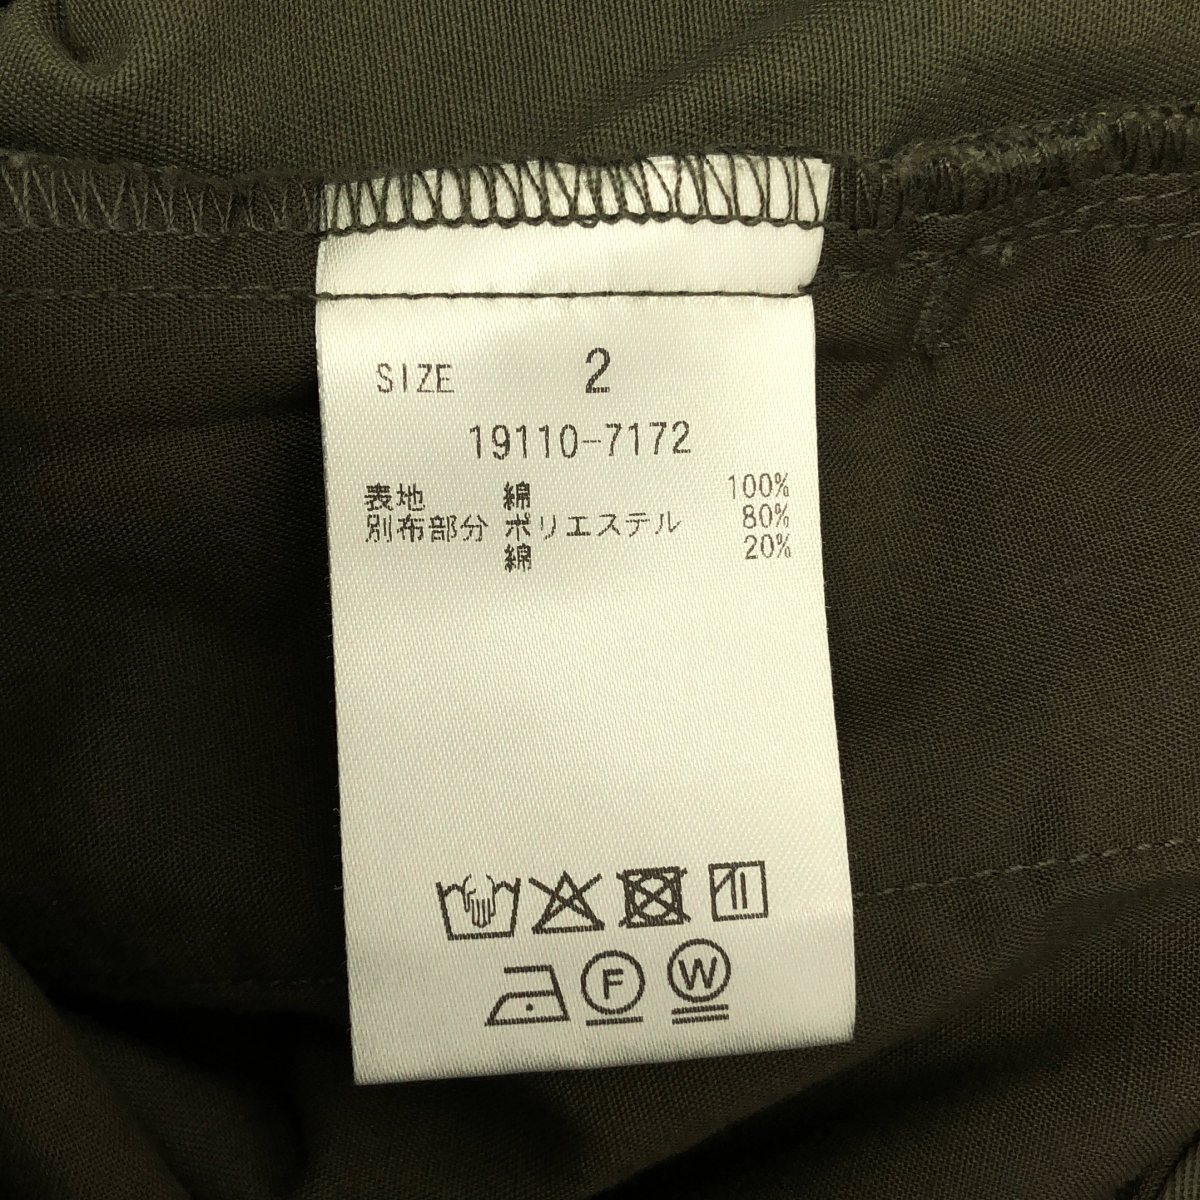 SIZE 2
19110-7172
表地 綿 100%
別布部分 ポリエステル 80%
綿 20%
F W